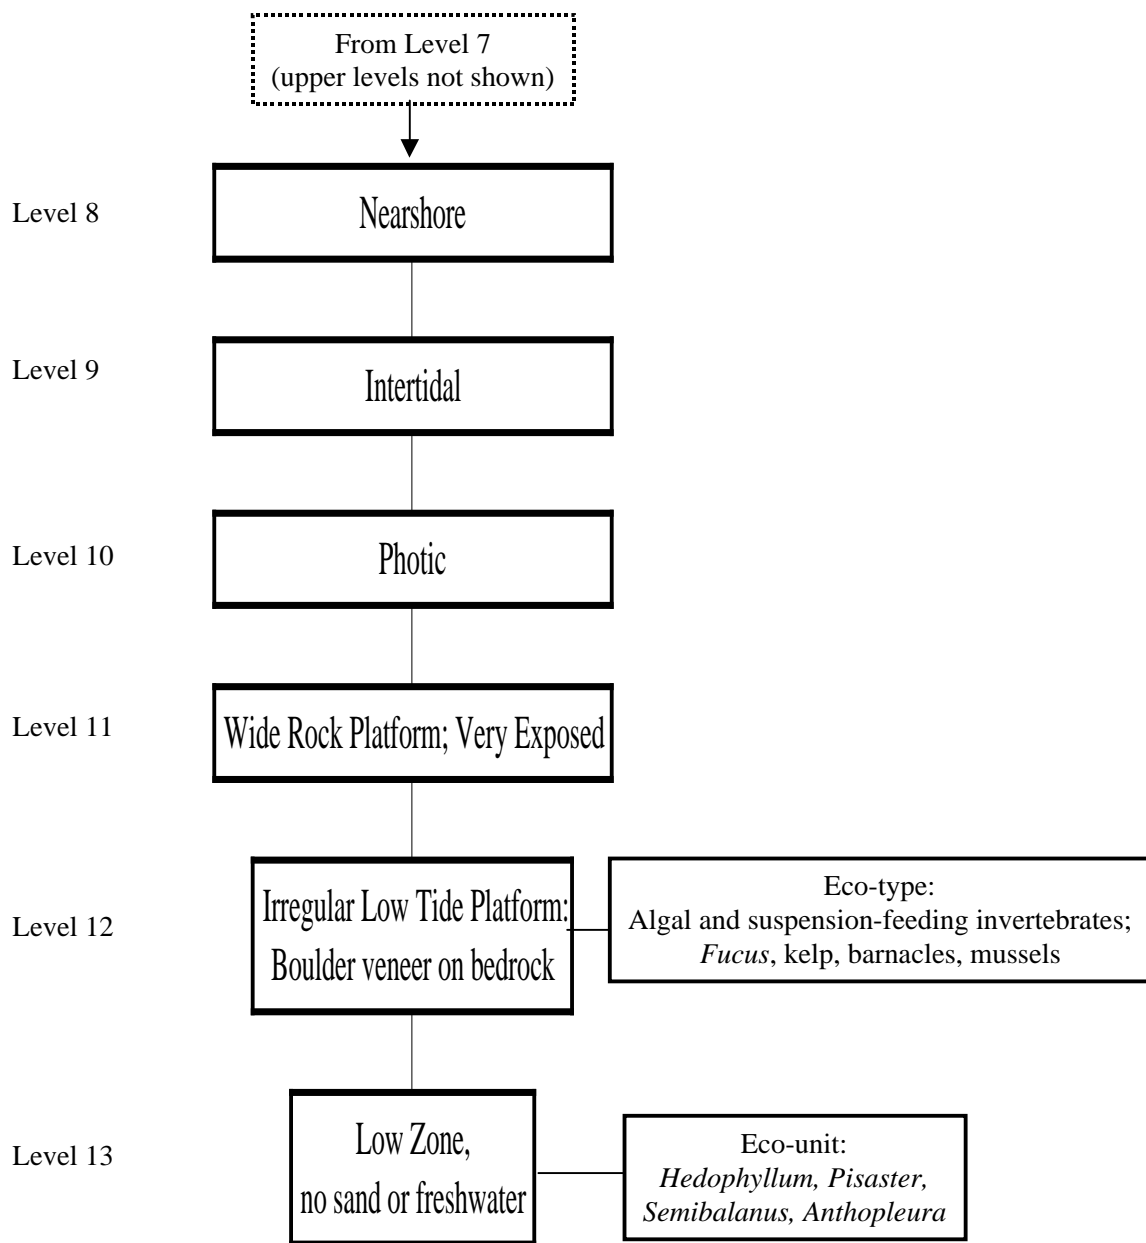 From Level 7
(upper levels not shown)
Level 8
Nearshore
Level 9
Intertidal
Level 10
Photic
Level 11
Wide Rock Platform; Very Exposed
Level 12
Irregular Low Tide Platform:
Boulder veneer on bedrock
Eco-type:
Algal and suspension-feeding invertebrates;
Fucus, kelp, barnacles, mussels
Level 13
Low Zone,
no sand or freshwater
Eco-unit:
Hedophyllum, Pisaster,
Semibalanus, Anthopleura